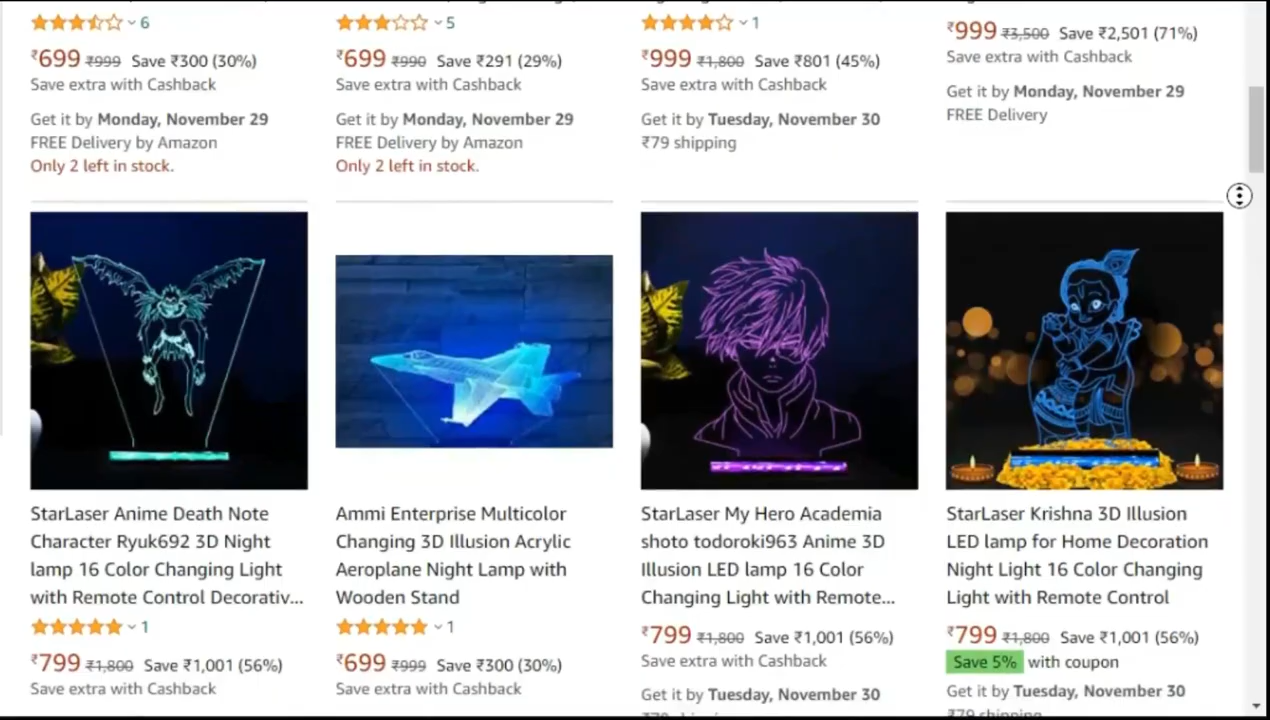 6
₹699 ₹999 Save ₹300 (30%)
Save extra with Cashback
Get it by Monday, November 29
FREE Delivery by Amazon
Only 2 left in stock.
5
₹699 ₹990 Save ₹291 (29%)
Save extra with Cashback
Get it by Monday, November 29
FREE Delivery by Amazon
Only 2 left in stock.
1
₹999 ₹1,800 Save ₹801 (45%)
Save extra with Cashback
Get it by Tuesday, November 30
₹79 shipping
₹999 ₹3,500 Save ₹2,501 (71%)
Save extra with Cashback
Get it by Monday, November 29
FREE Delivery
StarLaser Anime Death Note
Character Ryuk692 3D Night
lamp 16 Color Changing Light
with Remote Control Decorativ...
1
₹799 ₹1,800 Save ₹1,001 (56%)
Save extra with Cashback
Ammi Enterprise Multicolor
Changing 3D Illusion Acrylic
Aeroplane Night Lamp with
Wooden Stand
1
₹699 ₹999 Save ₹300 (30%)
Save extra with Cashback
StarLaser My Hero Academia
shoto todoroki963 Anime 3D
Illusion LED lamp 16 Color
Changing Light with Remote...
₹799 ₹1,800 Save ₹1,001 (56%)
Save extra with Cashback
Get it by Tuesday, November 30
StarLaser Krishna 3D Illusion
LED lamp for Home Decoration
Night Light 16 Color Changing
Light with Remote Control
₹799 ₹1,800 Save ₹1,001 (56%)
Save 5% with coupon
Get it by Tuesday, November 30
₹79 shipping